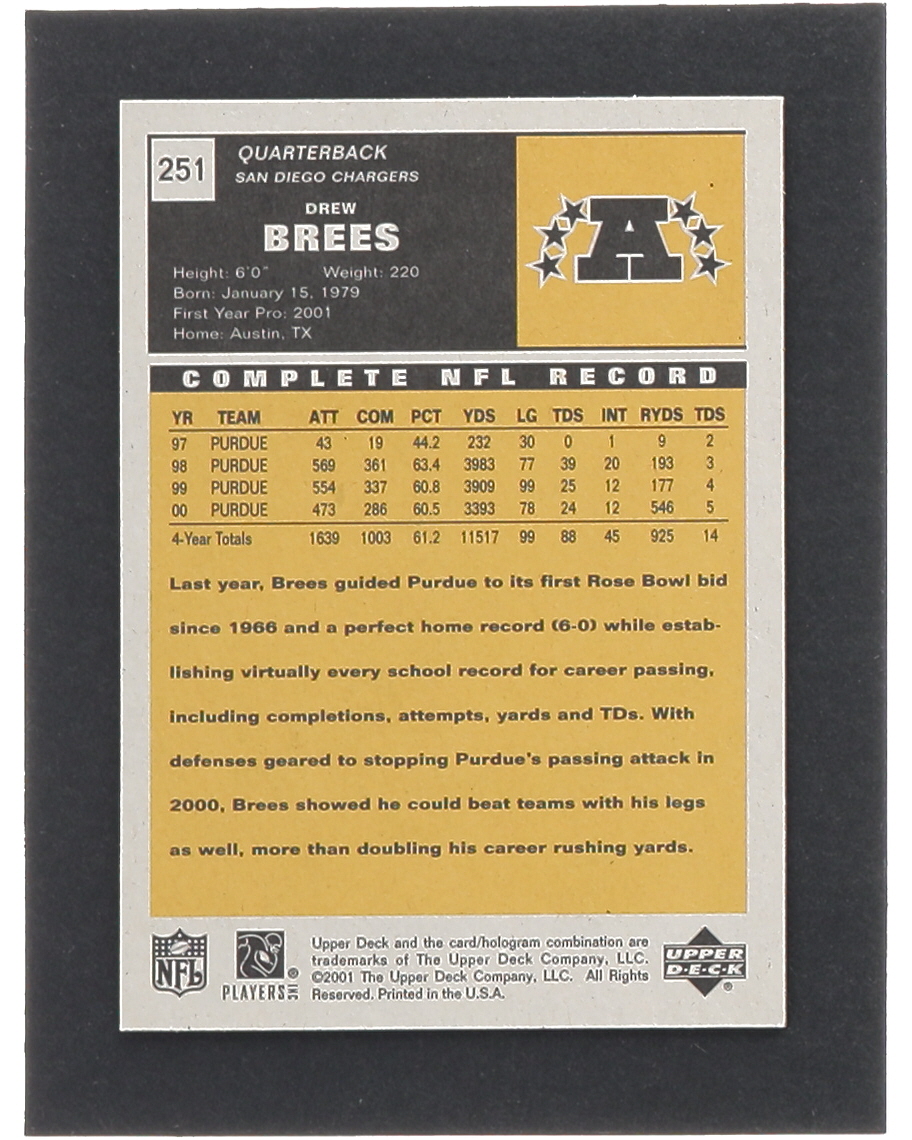 251
QUARTERBACK
SAN DIEGO CHARGERS
DREW
BREES
Height: 6'0" Weight: 220
Born: January 15, 1979
First Year Pro: 2001
Home: Austin, TX
A
COMPLETE NFL RECORD
YR TEAM ATT COM PCT YDS LG TDS INT RYDS TDS
97 PURDUE 43 19 44.2 232 30 0 1 9 2
98 PURDUE 569 361 63.4 3983 77 39 20 193 3
99 PURDUE 554 337 60.8 3909 99 25 12 177 4
00 PURDUE 473 286 60.5 3393 78 24 12 546 5
4-Year Totals 1639 1003 61.2 11517 99 88 45 925 14
Last year, Brees guided Purdue to its first Rose Bowl bid
since 1966 and a perfect home record (6-0) while estab-
lishing virtually every school record for career passing,
including completions, attempts, yards and TDs. With
defenses geared to stopping Purdue's passing attack in
2000, Brees showed he could beat teams with his legs
as well, more than doubling his career rushing yards.
NFL
PLAYERS INC ®
Upper Deck and the card/hologram combination are
trademarks of The Upper Deck Company, LLC.
©2001 The Upper Deck Company, LLC. All Rights
Reserved. Printed in the U.S.A.
UPPER
D·E·C·K
®